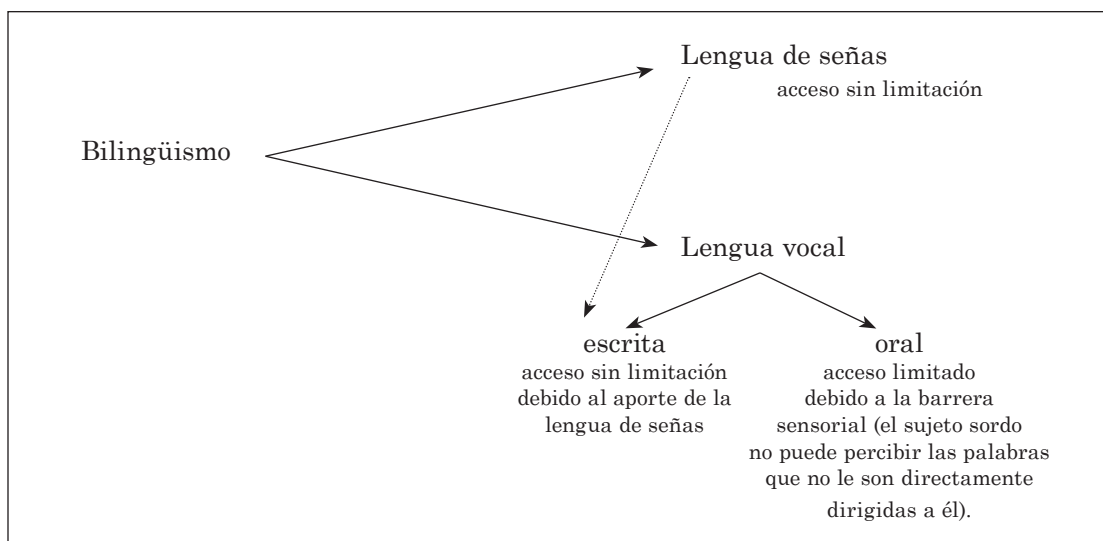 Lengua de señas
acceso sin limitación
Bilingüismo
Lengua vocal
escrita
acceso sin limitación
debido al aporte de la
lengua de señas
oral
acceso limitado
debido a la barrera
sensorial (el sujeto sordo
no puede percibir las palabras
que no le son directamente
dirigidas a él).